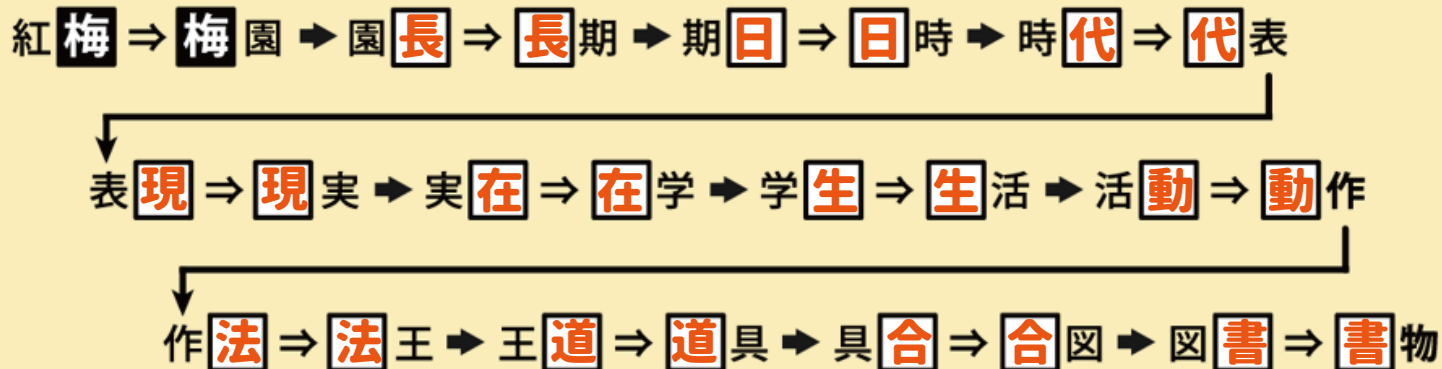 紅梅⇒梅園➡園長⇒長期➡期日⇒日時➡時代⇒代表
表現⇒現実➡実在⇒在学➡学生⇒生活➡活動⇒動作
作法⇒法王➡王道⇒道具➡具合⇒合図➡図書⇒書物